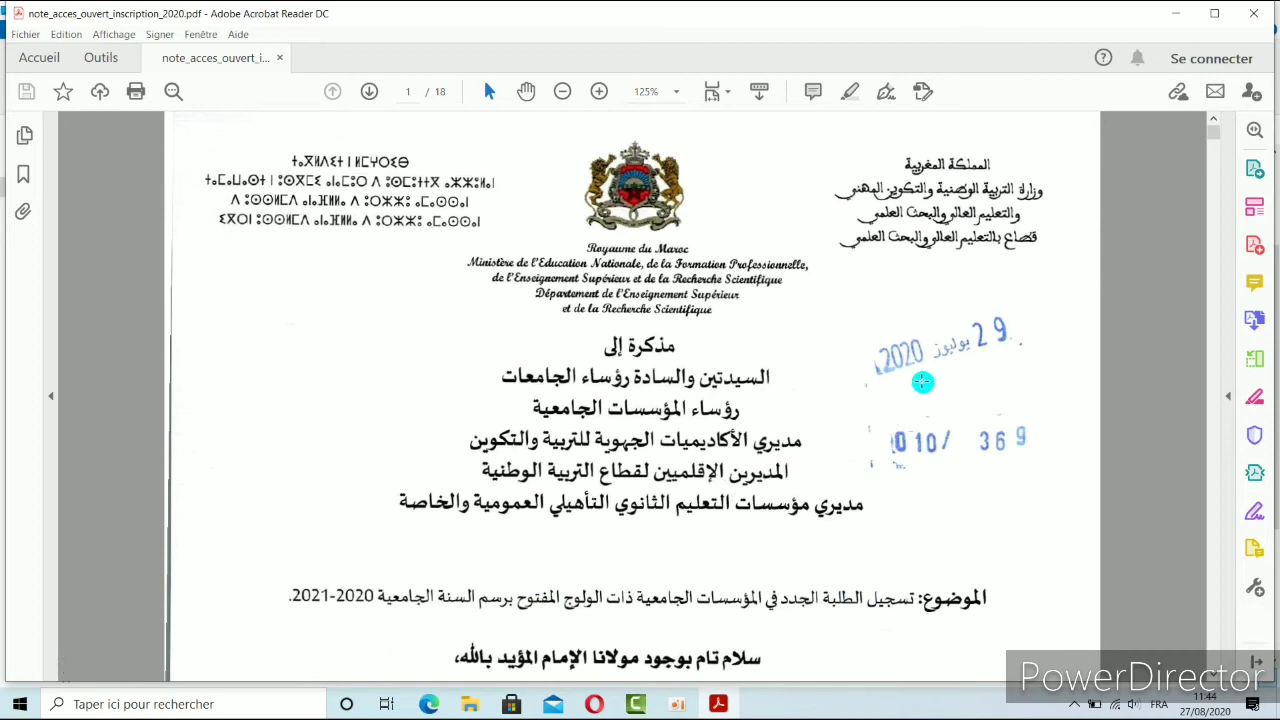 note_acces_ouvert_inscription_2020.pdf - Adobe Acrobat Reader DC
Fichier Edition Affichage Signer Fenêtre Aide
Accueil Outils note_acces_ouvert_i... × Se connecter
1 / 18 125%
المملكة المغربية
وزارة التربية الوطنية والتكوين المهني
والتعليم العالي والبحث العلمي
قطاع التعليم العالي والبحث العلمي
Royaume du Maroc
Ministère de l'Education Nationale, de la Formation Professionnelle,
de l'Enseignement Supérieur et de la Recherche Scientifique
Département de l'Enseignement Supérieur
et de la Recherche Scientifique
29 يوليوز 2020
010/ 369
مذكرة إلى
السيدتين والسادة رؤساء الجامعات
رؤساء المؤسسات الجامعية
مديري الأكاديميات الجهوية للتربية والتكوين
المديرين الإقلميين لقطاع التربية الوطنية
مديري مؤسسات التعليم الثانوي التأهيلي العمومية والخاصة
الموضوع: تسجيل الطلبة الجدد في المؤسسات الجامعية ذات الولوج المفتوح برسم السنة الجامعية 2020-2021.
سلام تام بوجود مولانا الإمام المؤيد بالله،
PowerDirector
Taper ici pour rechercher
FRA
11:44
27/08/2020